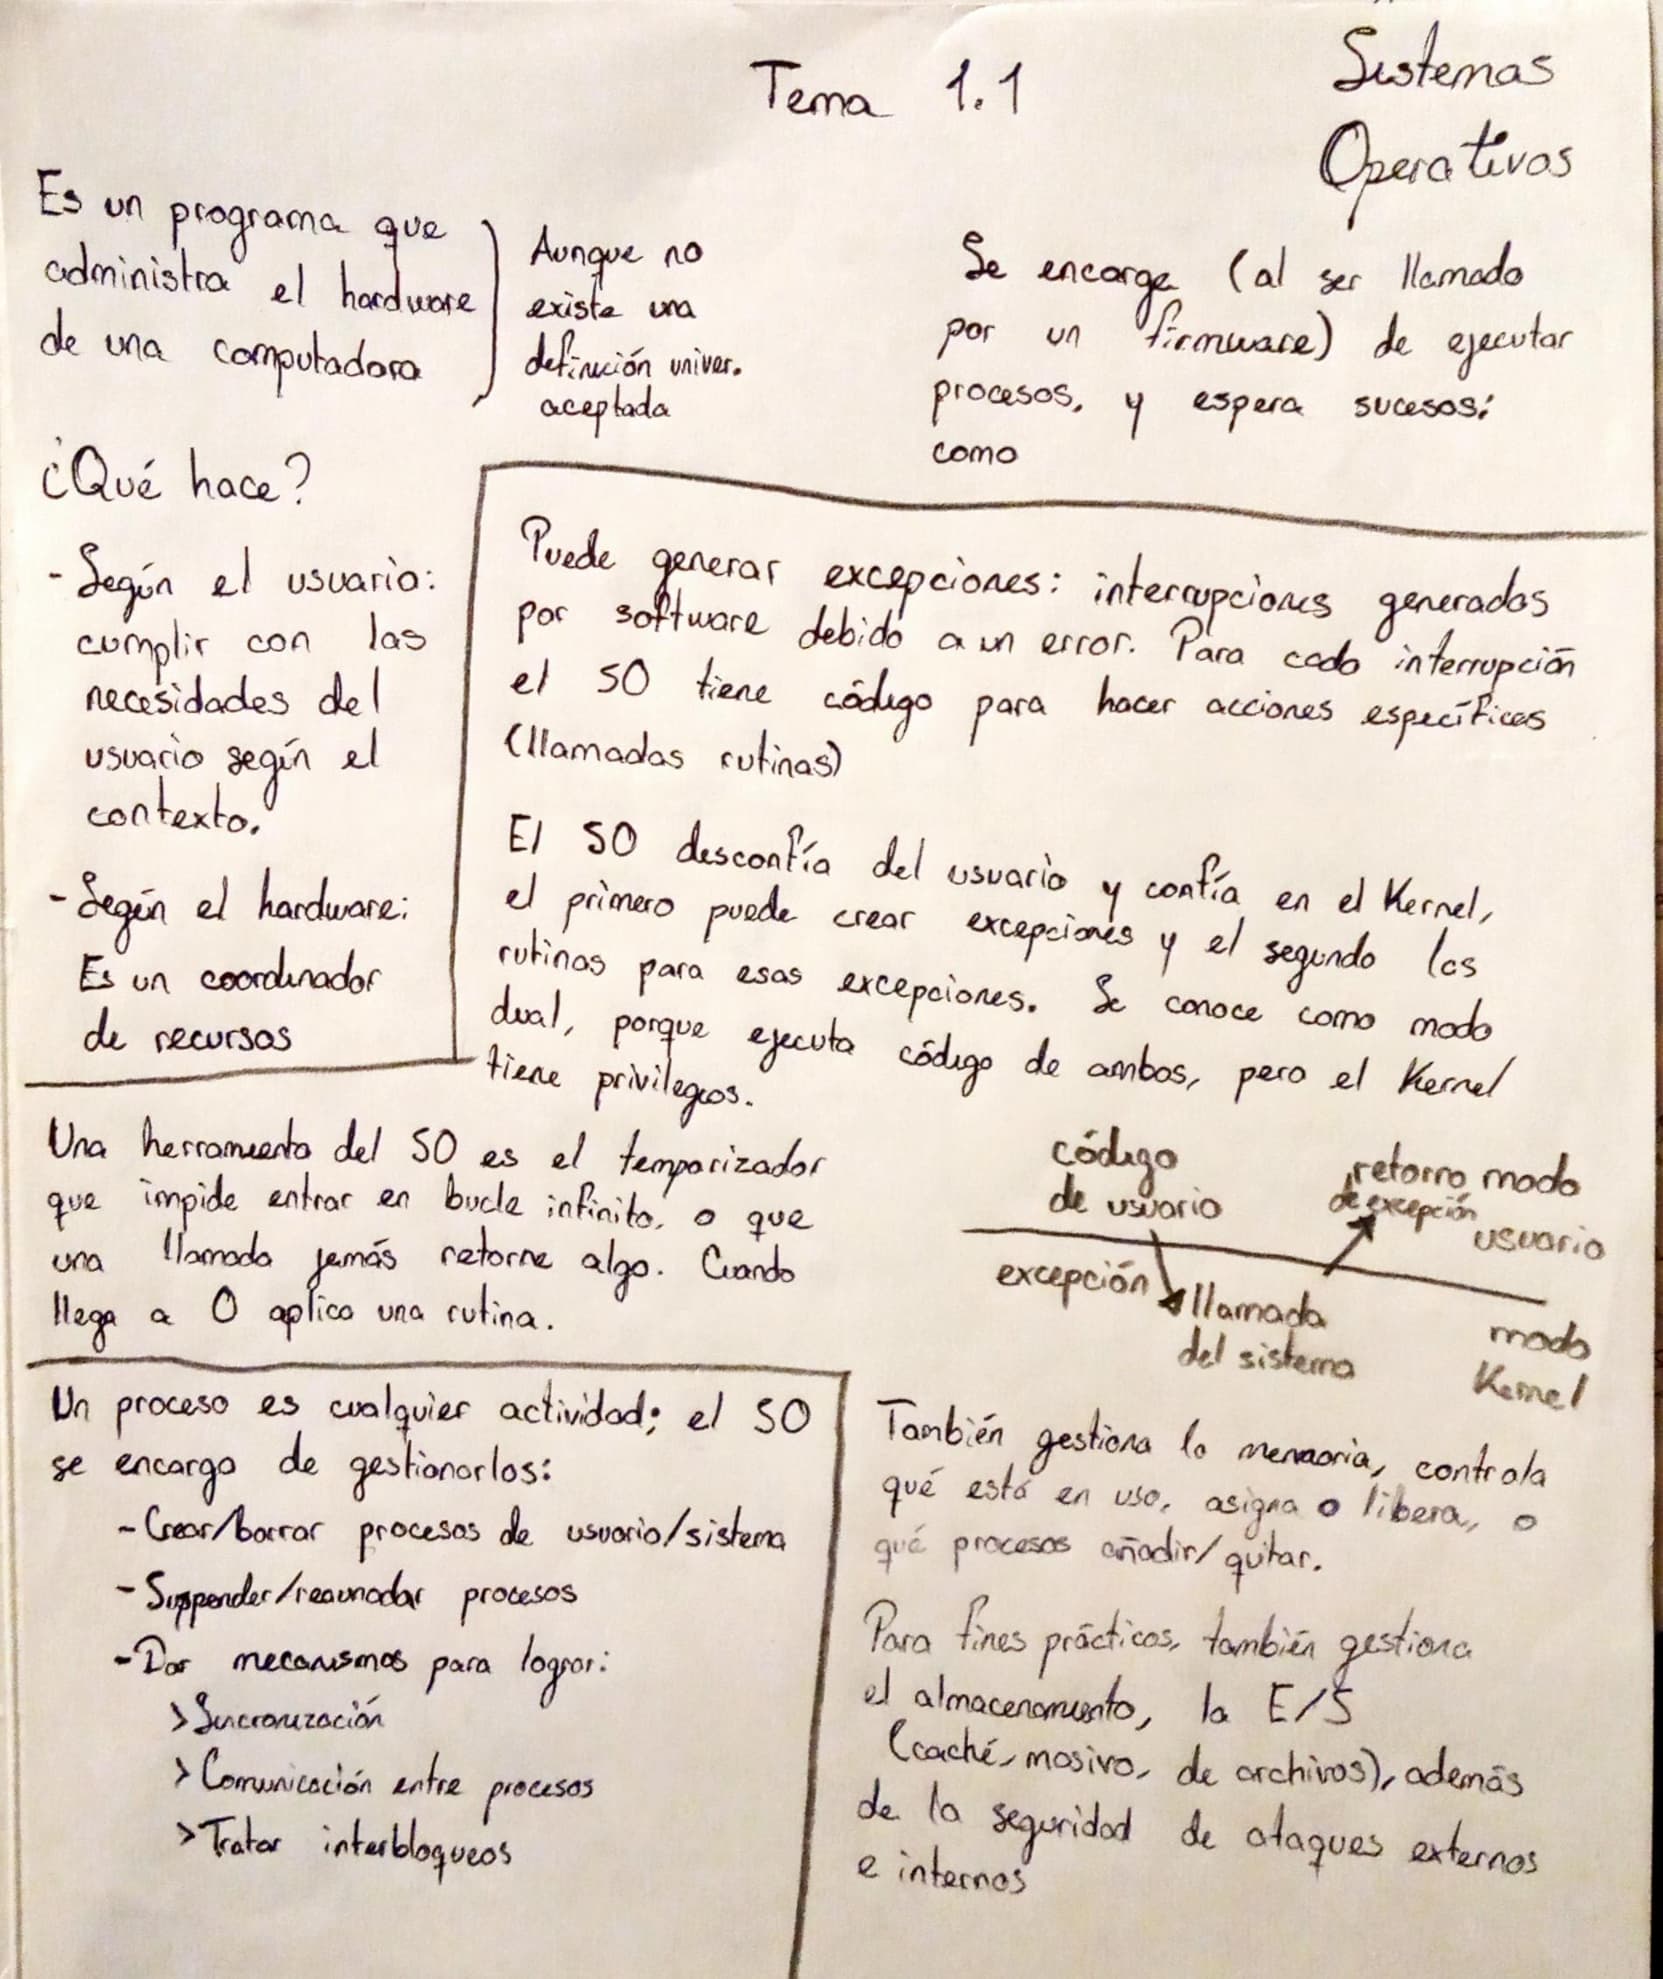 Tema 1.1
Sistemas
Operativos
Es un programa que
administra el hardware
de una computadora
Aunque no
existe una
definición univer.
aceptada
Se encarga (al ser llamado
por un firmware) de ejecutar
procesos, y espera sucesos:
como
¿Qué hace?
- Según el usuario:
cumplir con las
necesidades del
usuario según el
contexto.
- Según el hardware:
Es un coordinador
de recursos
Puede generar excepciones: interrupciones generadas
por software debido a un error. Para cada interrupción
el SO tiene código para hacer acciones específicas
(llamadas rutinas)
El SO desconfía del usuario y confía en el Kernel,
el primero puede crear excepciones y el segundo las
rutinas para esas excepciones. Se conoce como modo
dual, porque ejecuta código de ambos, pero el Kernel
tiene privilegios.
Una herramienta del SO es el temporizador
que impide entrar en bucle infinito, o que
una llamada jamás retorne algo. Cuando
llega a 0 aplica una rutina.
código
de usuario
retorno modo
de excepción
usuario
excepción
llamada
del sistema
modo
Kernel
Un proceso es cualquier actividad; el SO
se encarga de gestionarlos:
- Crear/borrar procesos de usuario/sistema
- Suspender/reaunodar procesos
- Dar mecanismos para lograr:
> Sincronización
> Comunicación entre procesos
> Tratar interbloqueos
También gestiona la memoria, controla
qué está en uso, asigna o libera, o
qué procesos añadir/quitar.
Para fines prácticos, también gestiona
el almacenamiento, la E/S
(caché, masivo, de archivos), además
de la seguridad de ataques externos
e internos